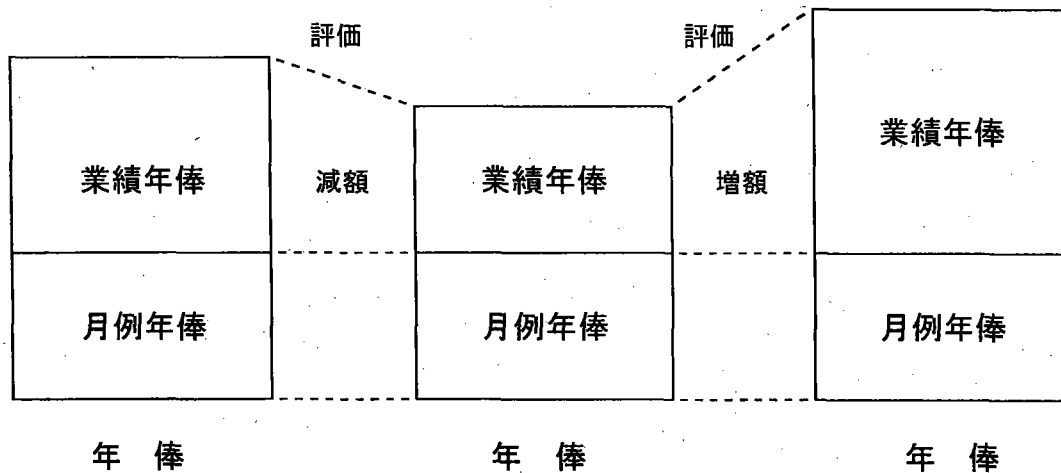 評価
評価
業績年俸
業績年俸
減額
業績年俸
増額
月例年俸
月例年俸
月例年俸
年 俸
年 俸
年 俸